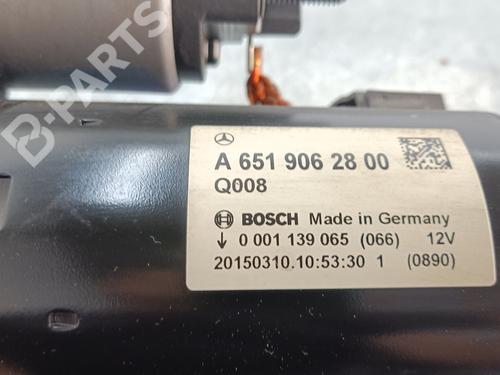 A 651 906 28 00
Q008
BOSCH Made in Germany
0 001 139 065 (066) 12V
20150310.10:53:30 1 (0890)
B-PARTS